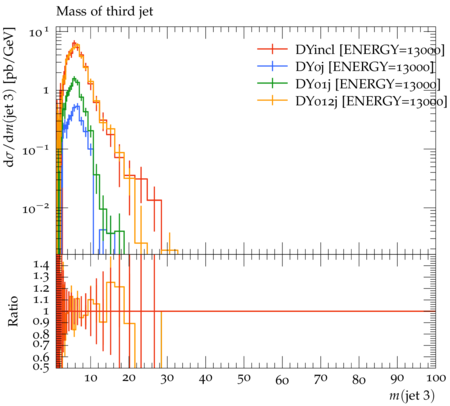 Mass of third jet
dσ/dm(jet 3) [pb/GeV]
10¹
1
10⁻¹
10⁻²
DYincl [ENERGY=13000]
DY0j [ENERGY=13000]
DY01j [ENERGY=13000]
DY012j [ENERGY=13000]
Ratio
1.4
1.3
1.2
1.1
1
0.9
0.8
0.7
0.6
0.5
10 20 30 40 50 60 70 80 90 100
m(jet 3)